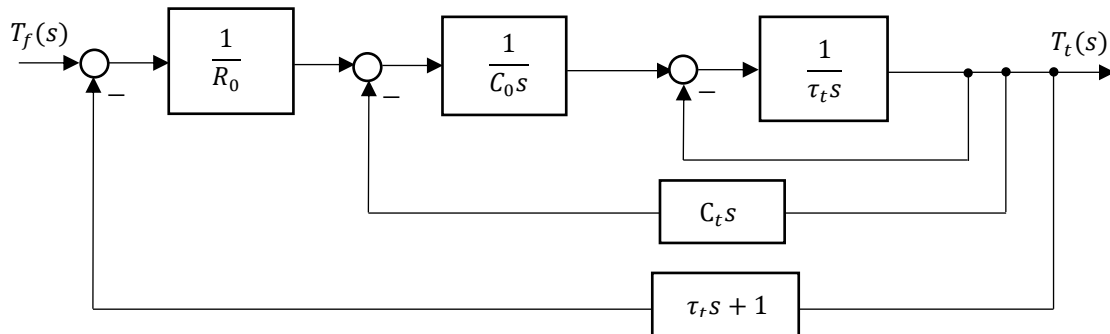 T_f(s)
−
1/R_0
−
1/(C_0 s)
−
1/(τ_t s)
T_t(s)
C_t s
−
τ_t s + 1